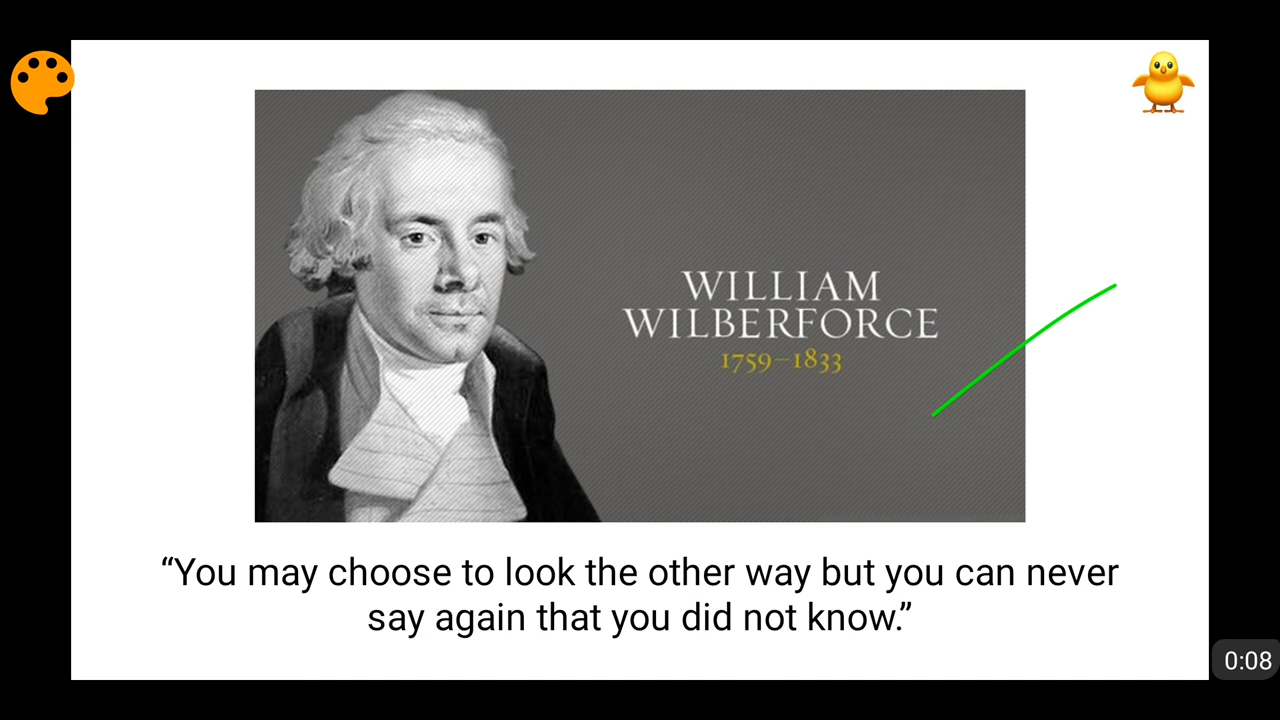 WILLIAM
WILBERFORCE
1759–1833
“You may choose to look the other way but you can never
say again that you did not know.”
0:08